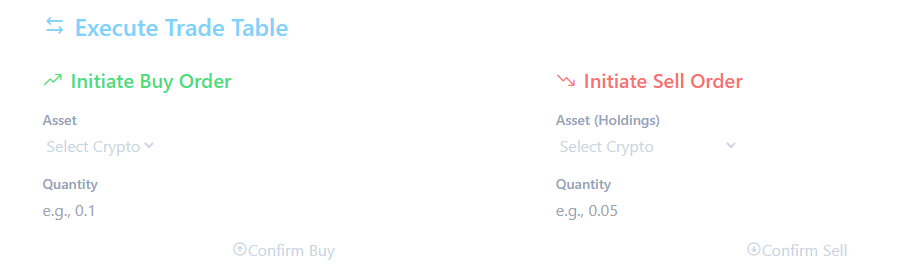 Execute Trade Table
Initiate Buy Order
Asset
Select Crypto
Quantity
e.g., 0.1
Confirm Buy
Initiate Sell Order
Asset (Holdings)
Select Crypto
Quantity
e.g., 0.05
Confirm Sell